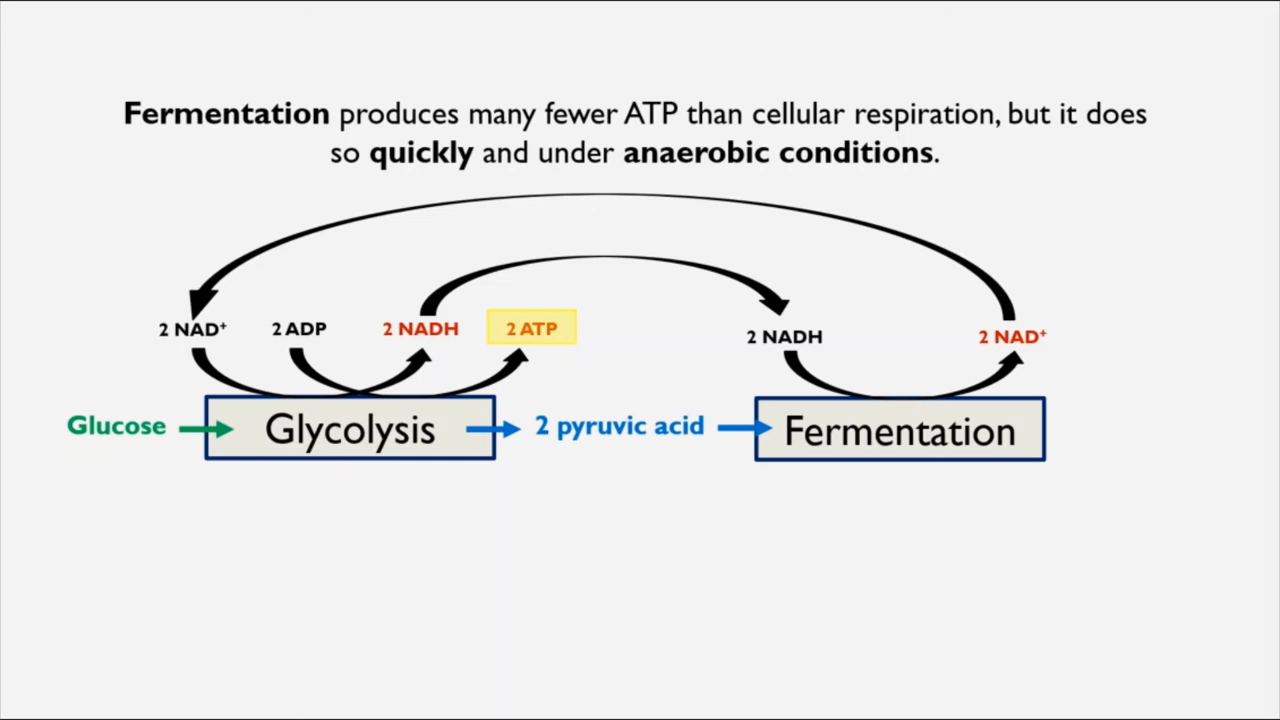 Fermentation produces many fewer ATP than cellular respiration, but it does
so quickly and under anaerobic conditions.
2 NAD⁺
2 ADP
2 NADH
2 ATP
2 NADH
2 NAD⁺
Glucose
Glycolysis
2 pyruvic acid
Fermentation